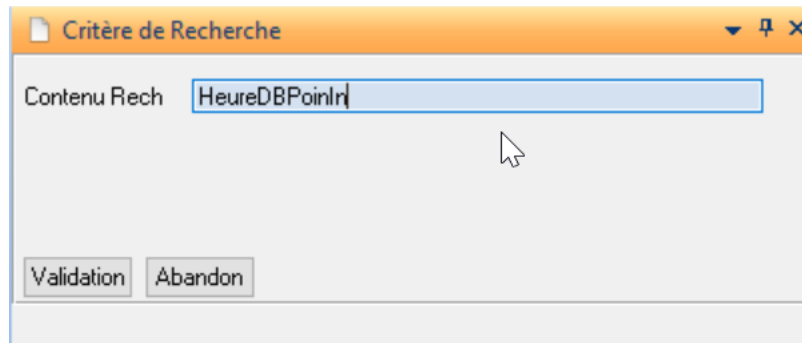 Critère de Recherche
Contenu Rech HeureDBPoinIn
Validation Abandon